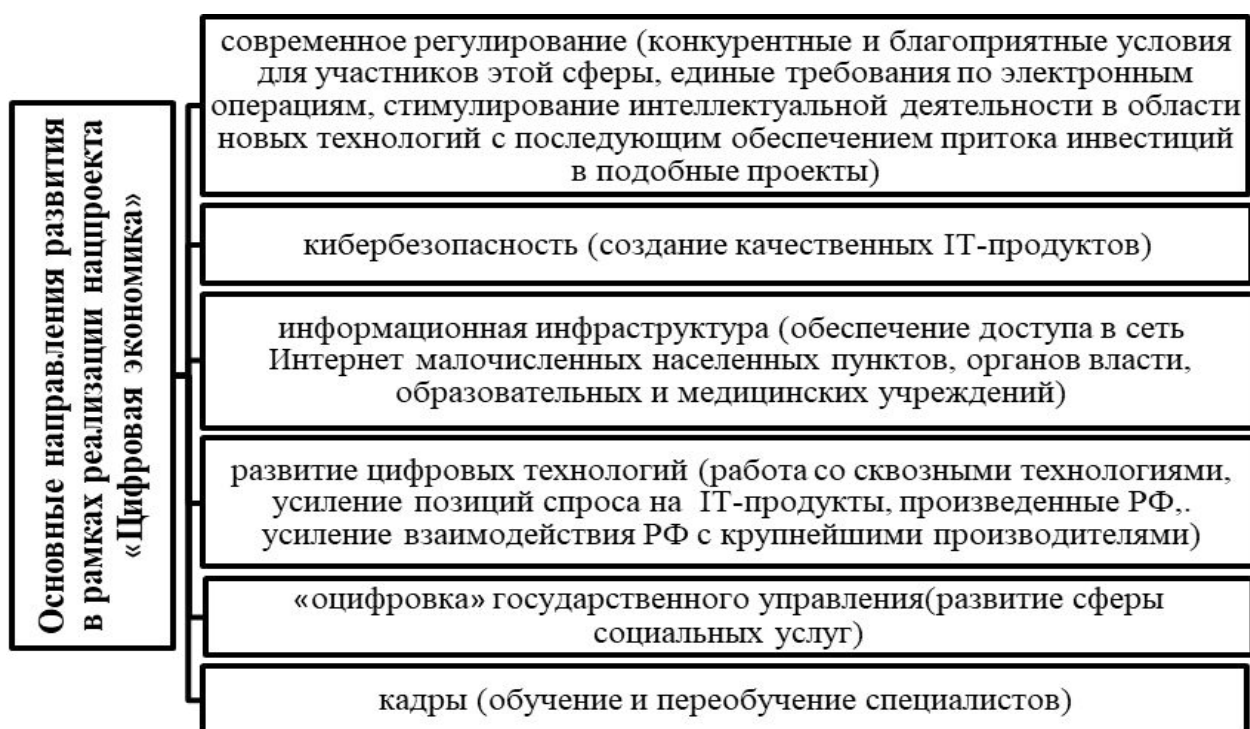 Основные направления развития
в рамках реализации нацпроекта
«Цифровая экономика»
современное регулирование (конкурентные и благоприятные условия
для участников этой сферы, единые требования по электронным
операциям, стимулирование интеллектуальной деятельности в области
новых технологий с последующим обеспечением притока инвестиций
в подобные проекты)
кибербезопасность (создание качественных IT-продуктов)
информационная инфраструктура (обеспечение доступа в сеть
Интернет малочисленных населенных пунктов, органов власти,
образовательных и медицинских учреждений)
развитие цифровых технологий (работа со сквозными технологиями,
усиление позиций спроса на IT-продукты, произведенные РФ,.
усиление взаимодействия РФ с крупнейшими производителями)
«оцифровка» государственного управления(развитие сферы
социальных услуг)
кадры (обучение и переобучение специалистов)